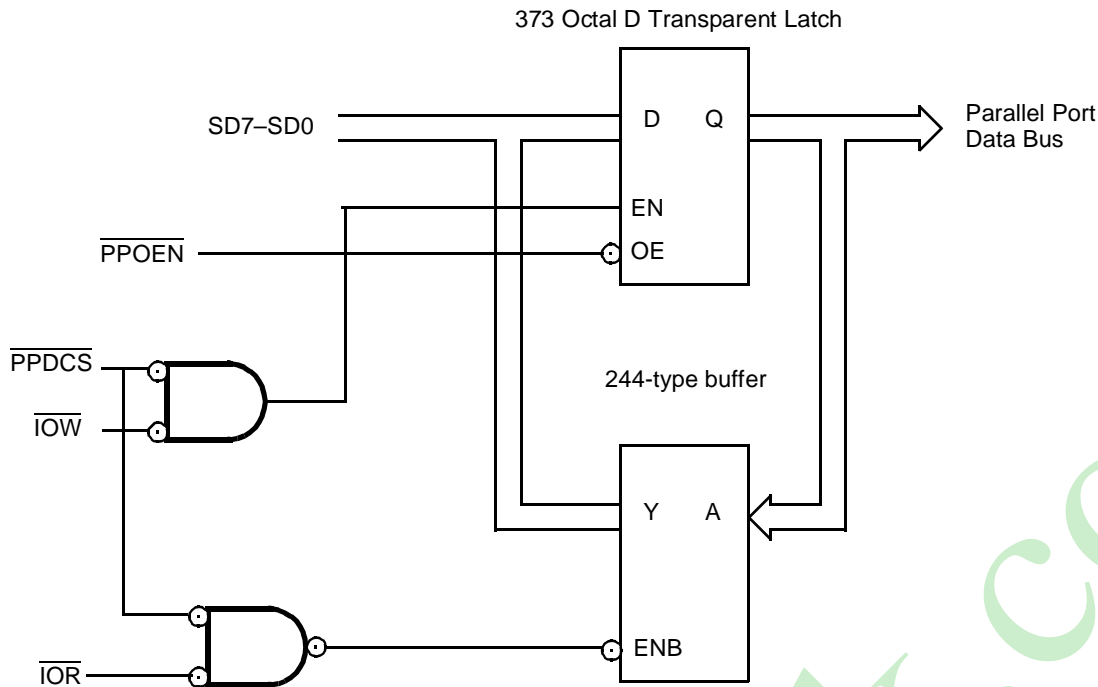 373 Octal D Transparent Latch
SD7–SD0
D
Q
Parallel Port
Data Bus
EN
PPOEN
OE
PPDCS
IOW
244-type buffer
Y
A
IOR
ENB